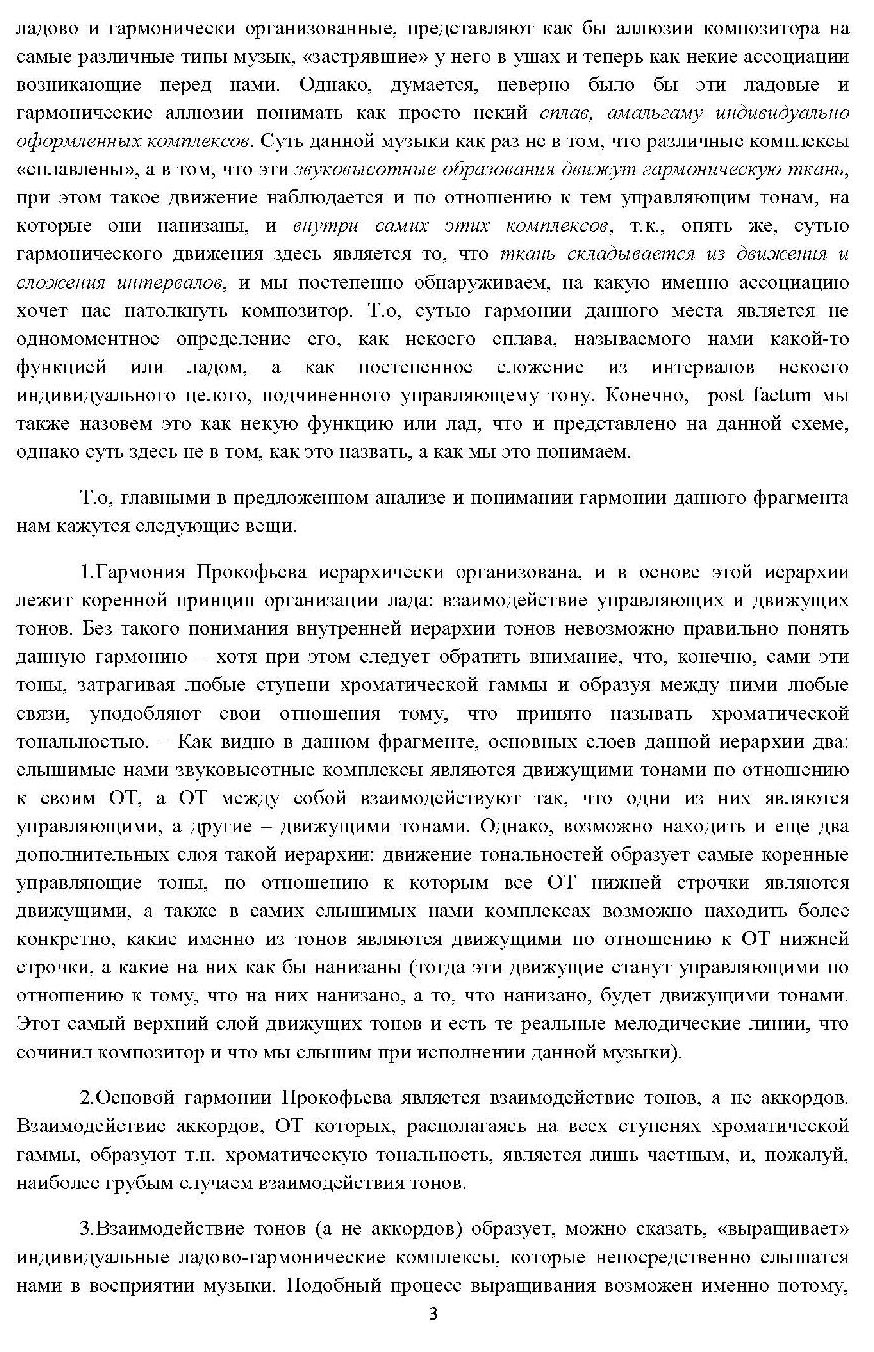 ладово и гармонически организованные, представляют как бы аллюзии композитора на
самые различные типы музык, «застрявшие» у него в ушах и теперь как некие ассоциации
возникающие перед нами. Однако, думается, неверно было бы эти ладовые и
гармонические аллюзии понимать как просто некий сплав, амальгаму индивидуально
оформленных комплексов. Суть данной музыки как раз не в том, что различные комплексы
«сплавлены», а в том, что эти звуковысотные образования движут гармоническую ткань,
при этом такое движение наблюдается и по отношению к тем управляющим тонам, на
которые они нанизаны, и внутри самих этих комплексов, т.к., опять же, сутью
гармонического движения здесь является то, что ткань складывается из движения и
сложения интервалов, и мы постепенно обнаруживаем, на какую именно ассоциацию
хочет нас натолкнуть композитор. Т.о, сутью гармонии данного места является не
одномоментное определение его, как некоего сплава, называемого нами какой-то
функцией или ладом, а как постепенное сложение из интервалов некоего
индивидуального целого, подчиненного управляющему тону. Конечно, post factum мы
также назовем это как некую функцию или лад, что и представлено на данной схеме,
однако суть здесь не в том, как это назвать, а как мы это понимаем.
Т.о, главными в предложенном анализе и понимании гармонии данного фрагмента
нам кажутся следующие вещи.
1.Гармония Прокофьева иерархически организована, и в основе этой иерархии
лежит коренной принцип организации лада: взаимодействие управляющих и движущих
тонов. Без такого понимания внутренней иерархии тонов невозможно правильно понять
данную гармонию – хотя при этом следует обратить внимание, что, конечно, сами эти
тоны, затрагивая любые ступени хроматической гаммы и образуя между ними любые
связи, уподобляют свои отношения тому, что принято называть хроматической
тональностью. – Как видно в данном фрагменте, основных слоев данной иерархии два:
слышимые нами звуковысотные комплексы являются движущими тонами по отношению
к своим ОТ, а ОТ между собой взаимодействуют так, что одни из них являются
управляющими, а другие – движущими тонами. Однако, возможно находить и еще два
дополнительных слоя такой иерархии: движение тональностей образует самые коренные
управляющие тоны, по отношению к которым все ОТ нижней строчки являются
движущими, а также в самих слышимых нами комплексах возможно находить более
конкретно, какие именно из тонов являются движущими по отношению к ОТ нижней
строчки, а какие на них как бы нанизаны (тогда эти движущие станут управляющими по
отношению к тому, что на них нанизано, а то, что нанизано, будет движущими тонами.
Этот самый верхний слой движущих тонов и есть те реальные мелодические линии, что
сочинил композитор и что мы слышим при исполнении данной музыки).
2.Основой гармонии Прокофьева является взаимодействие тонов, а не аккордов.
Взаимодействие аккордов, ОТ которых, располагаясь на всех ступенях хроматической
гаммы, образуют т.н. хроматическую тональность, является лишь частным, и, пожалуй,
наиболее грубым случаем взаимодействия тонов.
3.Взаимодействие тонов (а не аккордов) образует, можно сказать, «выращивает»
индивидуальные ладово-гармонические комплексы, которые непосредственно слышатся
нами в восприятии музыки. Подобный процесс выращивания возможен именно потому,
3